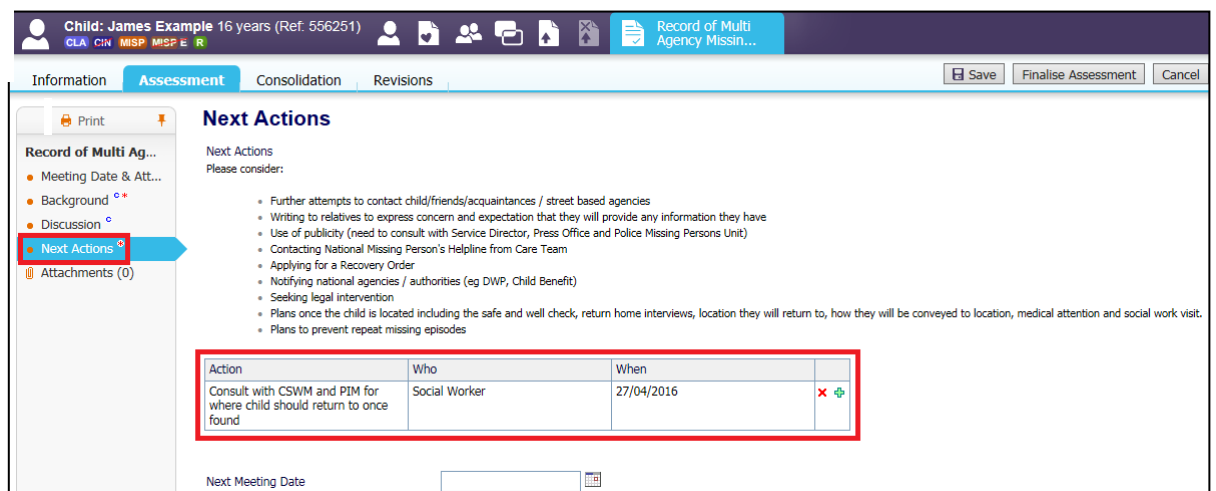 Child: James Example 16 years (Ref: 556251)
CLA CIN MISP MISP E R
Record of Multi
Agency Missin...
Information Assessment Consolidation Revisions
Save Finalise Assessment Cancel
Print
Next Actions
Record of Multi Ag...
Meeting Date & Att...
Background c*
Discussion c
Next Actions *
Attachments (0)
Next Actions
Please consider:
Further attempts to contact child/friends/acquaintances / street based agencies
Writing to relatives to express concern and expectation that they will provide any information they have
Use of publicity (need to consult with Service Director, Press Office and Police Missing Persons Unit)
Contacting National Missing Person's Helpline from Care Team
Applying for a Recovery Order
Notifying national agencies / authorities (eg DWP, Child Benefit)
Seeking legal intervention
Plans once the child is located including the safe and well check, return home interviews, location they will return to, how they will be conveyed to location, medical attention and social work visit.
Plans to prevent repeat missing episodes
Action Who When
Consult with CSWM and PIM for Social Worker 27/04/2016
where child should return to once
found
Next Meeting Date